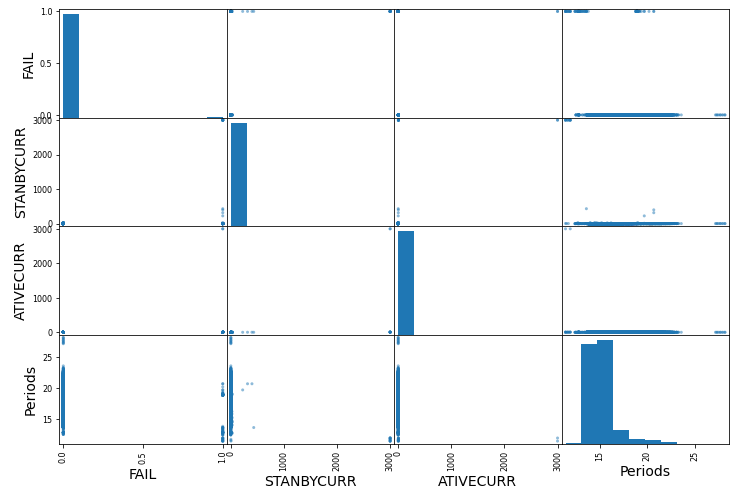 1.0
FAIL
0.5
0.0
3000
STANBYCURR
2000
1000
0
3000
ATIVECURR
2000
1000
0
25
Periods
20
15
0.0 0.5 1.0 0 1000 2000 3000 0 1000 2000 3000 15 20 25
FAIL STANBYCURR ATIVECURR Periods